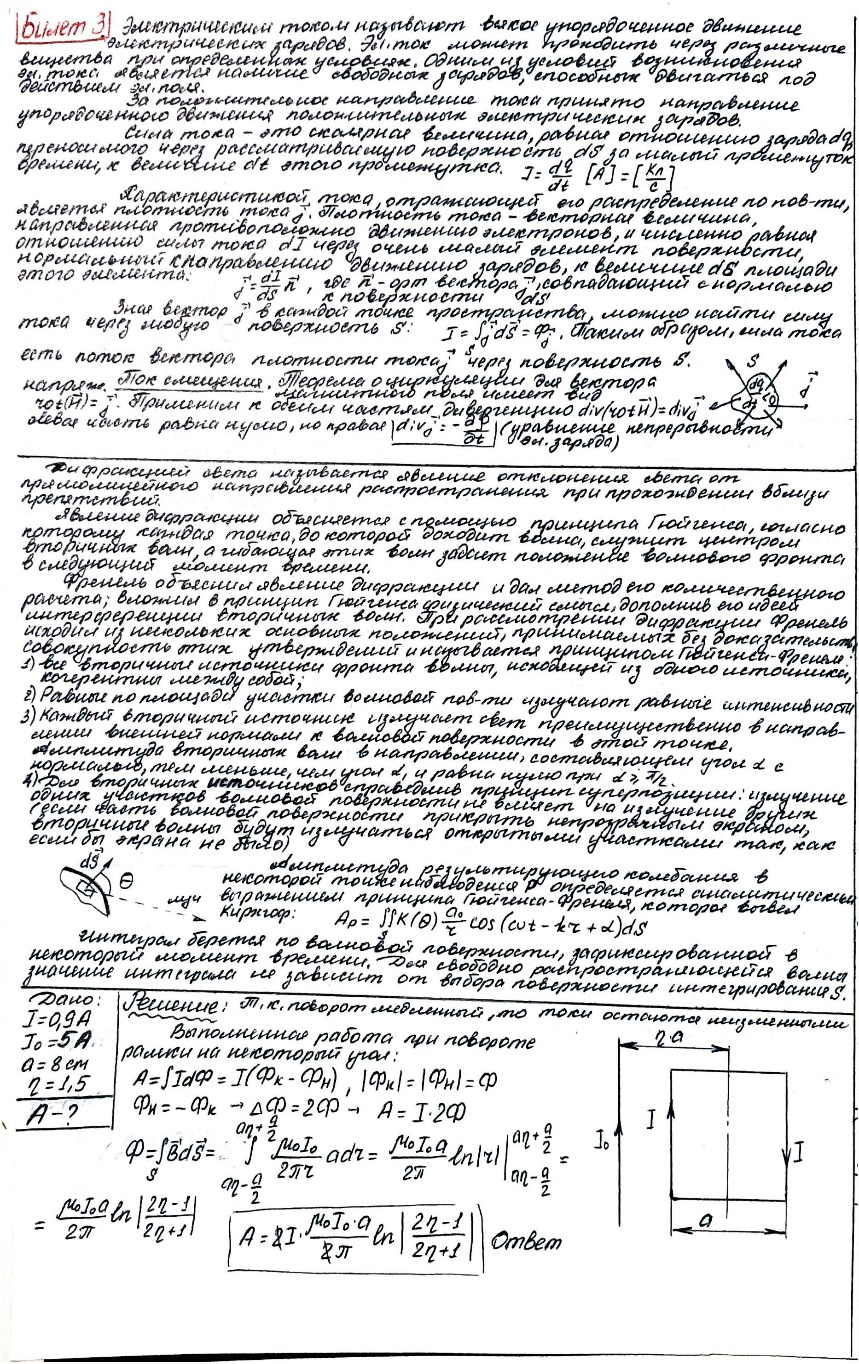 Билет 3
Электрическим током называют всякое упорядоченное движение
электрических зарядов. Эл. ток может проходить через различные
вещества при определенных условиях. Одним из условий возникновения
эл. тока является наличие свободных зарядов, способных двигаться под
действием эл. поля.
За положительное направление тока принято направление
упорядоченного движения положительных электрических зарядов.
Сила тока – это скалярная величина, равная отношению заряда dq,
переносимого через рассматриваемую поверхность dS за малый промежуток
времени, к величине dt этого промежутка. I = dq/dt [A] = [Кл/с]
Характеристикой тока, отражающей его распределение по пов-ти,
является плотность тока j⃗. Плотность тока – векторная величина,
направленная противоположно движению электронов, и численно равная
отношению силы тока dI через очень малый элемент поверхности,
нормальный к направлению движению зарядов, к величине dS площади
этого элемента: j⃗ = dI/dS n⃗, где n⃗ - орт вектора j⃗, совпадающий с нормалью
к поверхности dS
Зная вектор j⃗ в каждой точке пространства, можно найти силу
тока через любую поверхность S: I = ∫j⃗dS⃗ = Φj. Таким образом, сила тока
S
есть поток вектора плотности тока j⃗ через поверхность S.
напряж. Ток смещения. Теорема о циркуляции для вектора
магнитного поля имеет вид
rot(H⃗) = j⃗. Применим к обеим частям дивергенцию div(rotH⃗) = divj⃗
левая часть равна нулю, но правая divj = -∂ρ/∂t (уравнение непрерывности
эл. заряда)
S
j⃗
Дифракцией света называется явление отклонения света от
прямолинейного направления распространения при прохождении вблизи
препятствий.
Явление дифракции объясняется с помощью принципа Гюйгенса, согласно
которому каждая точка, до которой доходит волна, служит центром
вторичных волн, а гибающая этих волн задает положение волнового фронта
в следующий момент времени.
Френель объяснил явление дифракции и дал метод его количественного
расчета; вложил в принцип Гюйгенса физический смысл, дополнив его идеей
интерференции вторичных волн. При рассмотрении дифракции Френель
исходил из нескольких основных положений, принимаемых без доказательств,
совокупность этих утверждений и называется принципом Гюйгенса-Френеля:
1) все вторичные источники фронта волны, исходящей из одного источника,
когерентны между собой;
2) Равные по площади участки волновой пов-ти излучают равные интенсивности
3) Каждый вторичный источник излучает свет преимущественно в направ-
лении внешней нормали к волновой поверхности в этой точке.
Амплитуда вторичных волн в направлении, составляющем угол α с
нормалью, тем меньше, чем угол α, и равна нулю при α ≥ π/2
4) Для вторичных источников справедлив принцип суперпозиции: излучение
одних участков волновой поверхности не влияет на излучение других
(если часть волновой поверхности прикрыть непрозрачным экраном,
вторичные волны будут излучаться открытыми участками так, как
если бы экрана не было)
dS⃗
θ
луч
Амплитуда результирующего колебания в
некоторой точке наблюдения P определяется аналитическим
выражением принципа Гюйгенса-Френеля, которое вывел
Кирхгоф: Ap = ∬K(θ) a₀/r cos(ωt - kr + α)dS
S
Интеграл берется по волновой поверхности, зафиксированной в
некоторый момент времени. Для свободно распространяющейся волны
значение интеграла не зависит от выбора поверхности интегрирования S.
Дано:
I = 0,9A
I₀ = 5A
a = 8 см
η = 1,5
A - ?
Решение: Т.к. поворот медленный, то токи остаются неизменными
Выполненная работа при повороте
рамки на некоторый угол:
A = ∫IdΦ = I(Φк - Φн), |Φк| = |Φн| = Φ
Φн = -Φк → ΔΦ = 2Φ → A = I·2Φ
Φ = ∫B⃗dS⃗ = ∫ μ₀I₀/2πr adr = μ₀I₀a/2π ln|r| | =
S
aη + a/2
aη - a/2
aη + a/2
aη - a/2
= μ₀I₀a/2π ln|2η-1/2η+1|
A = 2I· μ₀I₀·a/2π ln|2η-1/2η+1| Ответ
η·a
I₀
I
I
a